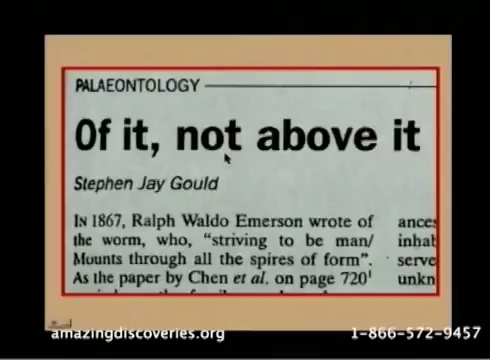 PALAEONTOLOGY
Of it, not above it
Stephen Jay Gould
IN 1867, Ralph Waldo Emerson wrote of
the worm, who, “striving to be man/
Mounts through all the spires of form”.
As the paper by Chen et al. on page 720¹
ances
inhab
serve
unkn
amazingdiscoveries.org
1-866-572-9457